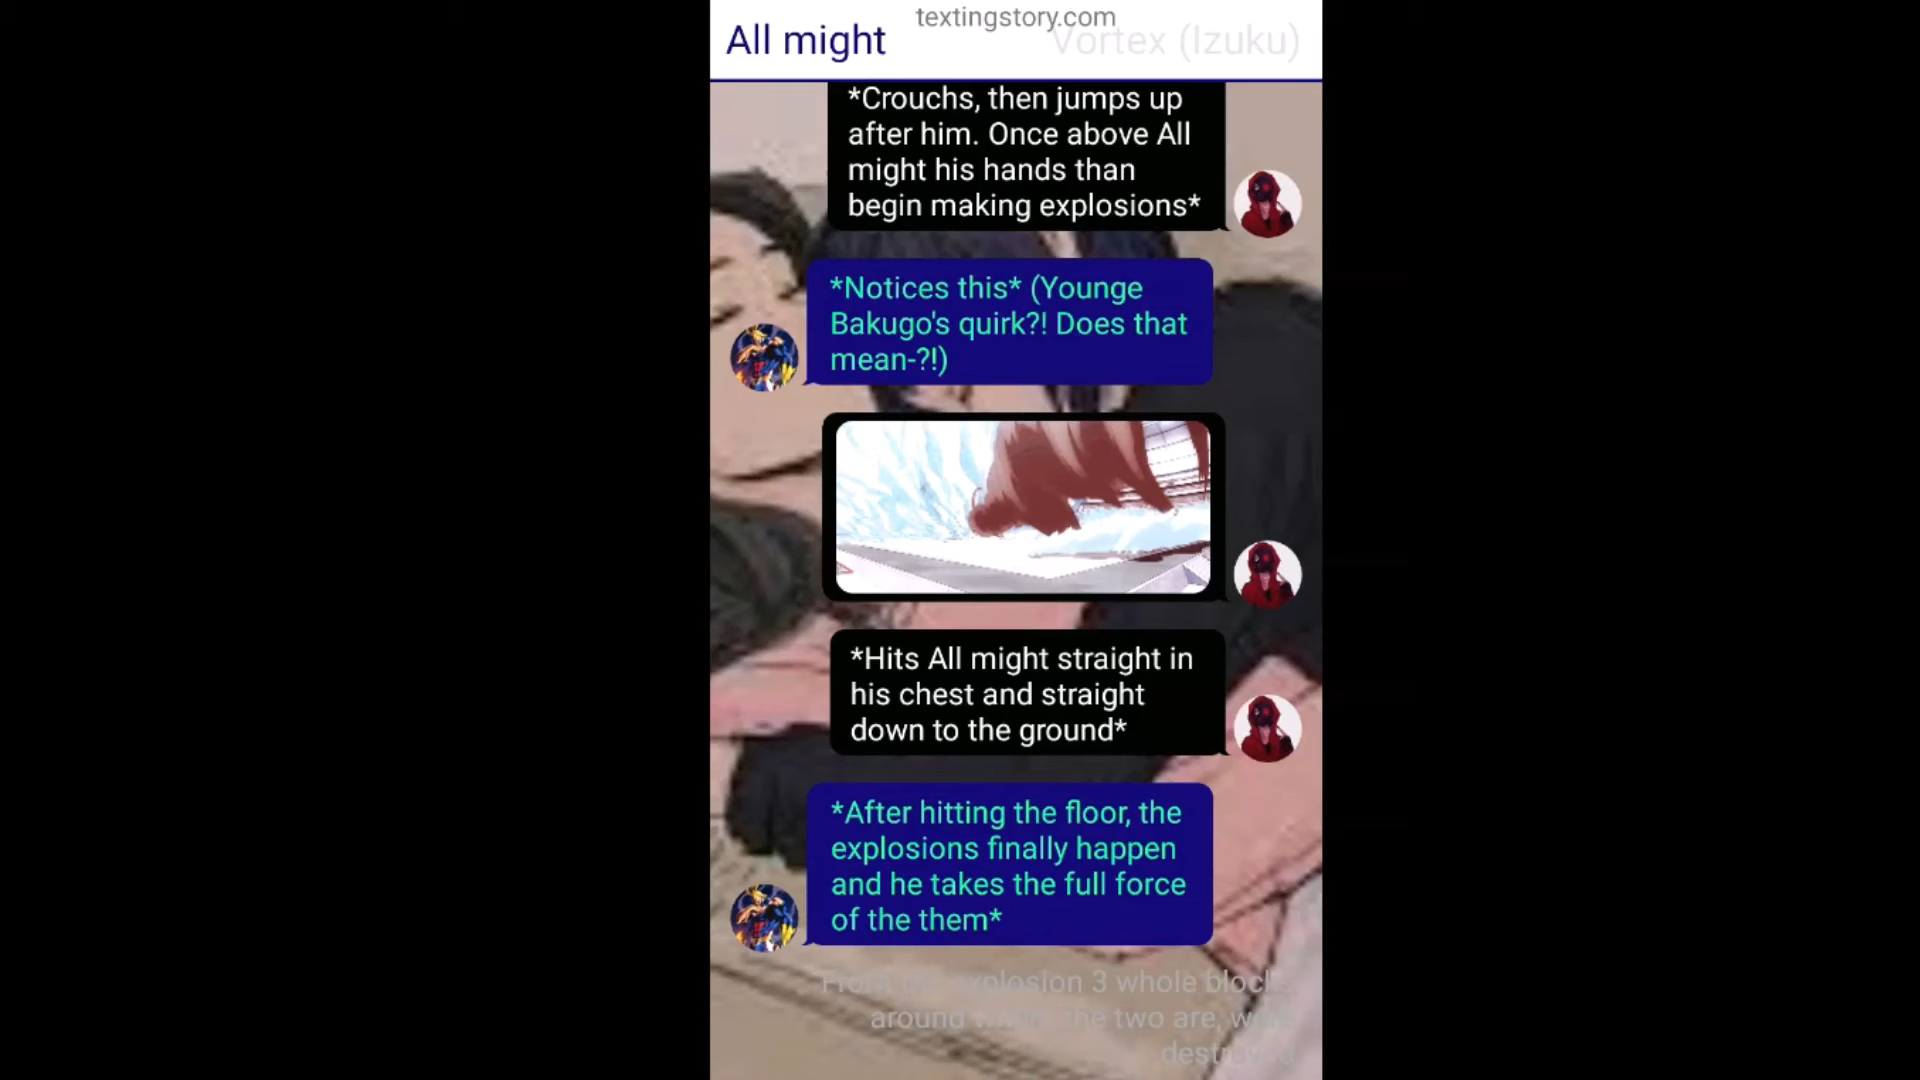 textingstory.com
All might
Vortex (Izuku)
*Crouchs, then jumps up
after him. Once above All
might his hands than
begin making explosions*
*Notices this* (Younge
Bakugo's quirk?! Does that
mean-?!)
*Hits All might straight in
his chest and straight
down to the ground*
*After hitting the floor, the
explosions finally happen
and he takes the full force
of the them*
explosion 3 whole
around the two are,